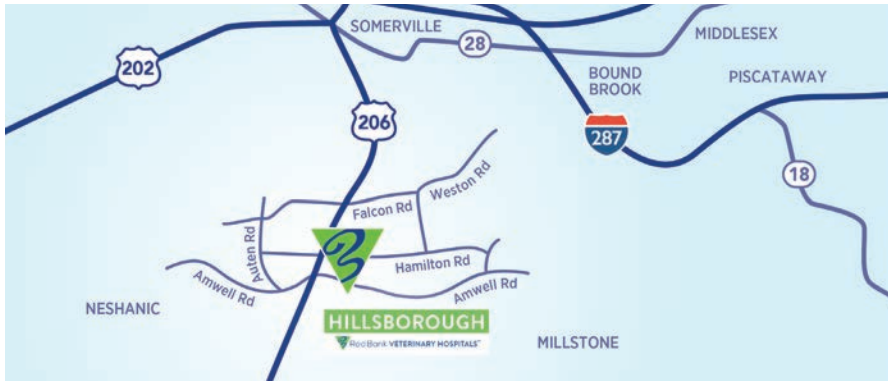 SOMERVILLE
28
MIDDLESEX
202
BOUND
BROOK
PISCATAWAY
206
287
18
Weston Rd
Falcon Rd
Auten Rd
Hamilton Rd
Amwell Rd
Amwell Rd
NESHANIC
HILLSBOROUGH
Red Bank VETERINARY HOSPITALS™
MILLSTONE